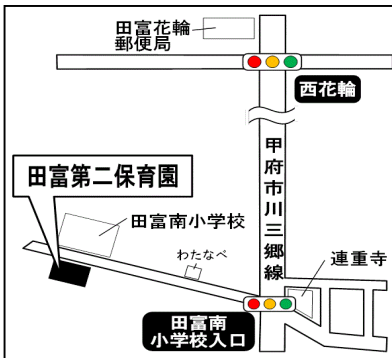 田富花輪
郵便局
西花輪
甲府市川三郷線
田富第二保育園
田富南小学校
わたなべ
連重寺
田富南
小学校入口